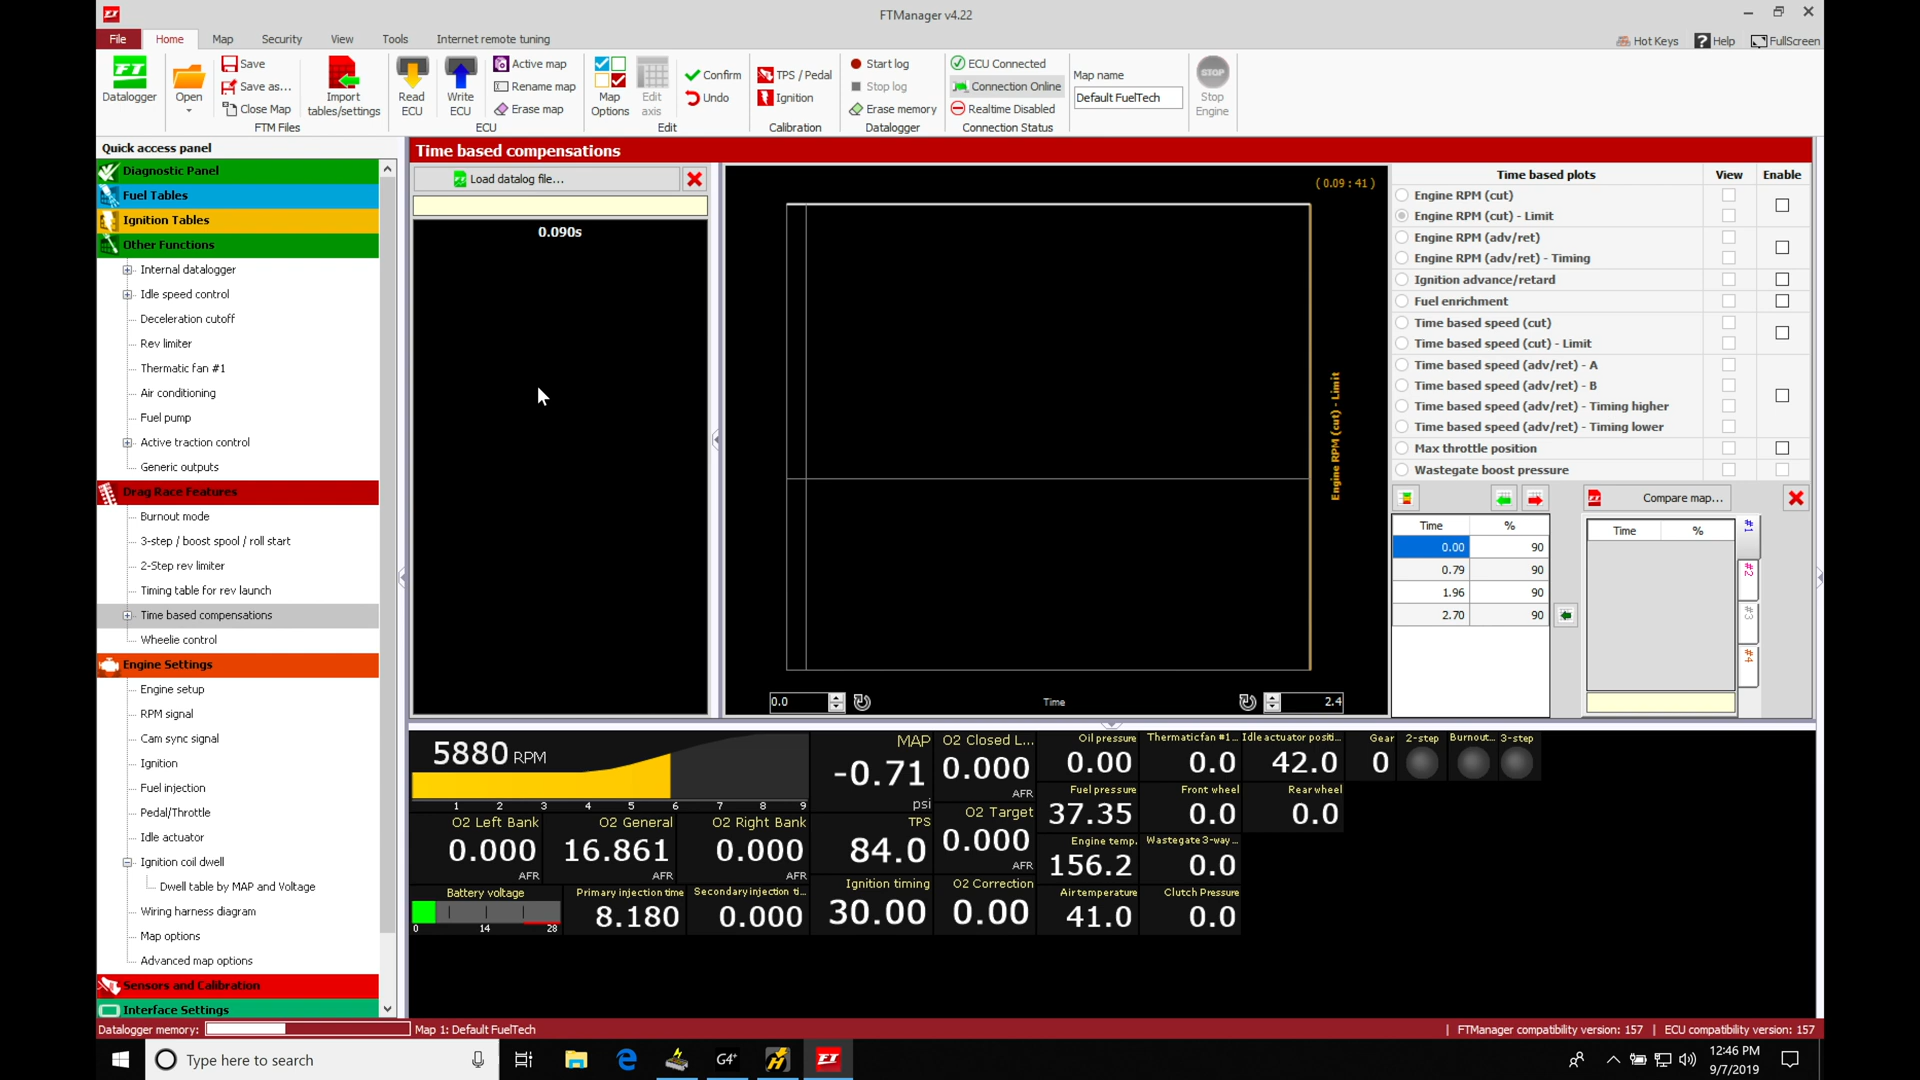 FTManager v4.22
File Home Map Security View Tools Internet remote tuning
Hot Keys Help FullScreen
Datalogger
Open
Save
Save as...
Close Map
Import tables/settings
FTM Files
Read ECU
Write ECU
Active map
Rename map
Erase map
ECU
Map Options
Edit axis
Confirm
Undo
Edit
TPS / Pedal
Ignition
Calibration
Start log
Stop log
Erase memory
Datalogger
ECU Connected
Connection Online
Realtime Disabled
Connection Status
Map name
Default FuelTech
STOP
Stop Engine
Quick access panel
Diagnostic Panel
Fuel Tables
Ignition Tables
Other Functions
Internal datalogger
Idle speed control
Deceleration cutoff
Rev limiter
Thermatic fan #1
Air conditioning
Fuel pump
Active traction control
Generic outputs
Drag Race Features
Burnout mode
3-step / boost spool / roll start
2-Step rev limiter
Timing table for rev launch
Time based compensations
Wheelie control
Engine Settings
Engine setup
RPM signal
Cam sync signal
Ignition
Fuel injection
Pedal/Throttle
Idle actuator
Ignition coil dwell
Dwell table by MAP and Voltage
Wiring harness diagram
Map options
Advanced map options
Sensors and Calibration
Interface Settings
Time based compensations
Load datalog file...
0.090s
( 0.09 : 41 )
Engine RPM (cut) - Limit
0.0 Time 2.4
Time based plots View Enable
Engine RPM (cut)
Engine RPM (cut) - Limit
Engine RPM (adv/ret)
Engine RPM (adv/ret) - Timing
Ignition advance/retard
Fuel enrichment
Time based speed (cut)
Time based speed (cut) - Limit
Time based speed (adv/ret) - A
Time based speed (adv/ret) - B
Time based speed (adv/ret) - Timing higher
Time based speed (adv/ret) - Timing lower
Max throttle position
Wastegate boost pressure
Compare map...
Time %
0.00 90
0.79 90
1.96 90
2.70 90
Time %
#1
#2
#3
#4
5880 RPM
1 2 3 4 5 6 7 8 9
MAP
-0.71
psi
O2 Closed L...
0.000
AFR
Oil pressure
0.00
Thermatic fan #1...
0.0
Idle actuator positi...
42.0
Gear
0
2-step Burnout... 3-step
O2 Left Bank
0.000
AFR
O2 General
16.861
AFR
O2 Right Bank
0.000
AFR
TPS
84.0
O2 Target
0.000
AFR
Fuel pressure
37.35
Front wheel
0.0
Rear wheel
0.0
Engine temp.
156.2
Wastegate 3-way ...
0.0
Battery voltage
0 14 28
Primary injection time
8.180
Secondary injection ti...
0.000
Ignition timing
30.00
O2 Correction
0.00
Air temperature
41.0
Clutch Pressure
0.0
Datalogger memory: Map 1: Default FuelTech
FTManager compatibility version: 157 | ECU compatibility version: 157
Type here to search
G4+
FT
12:46 PM
9/7/2019